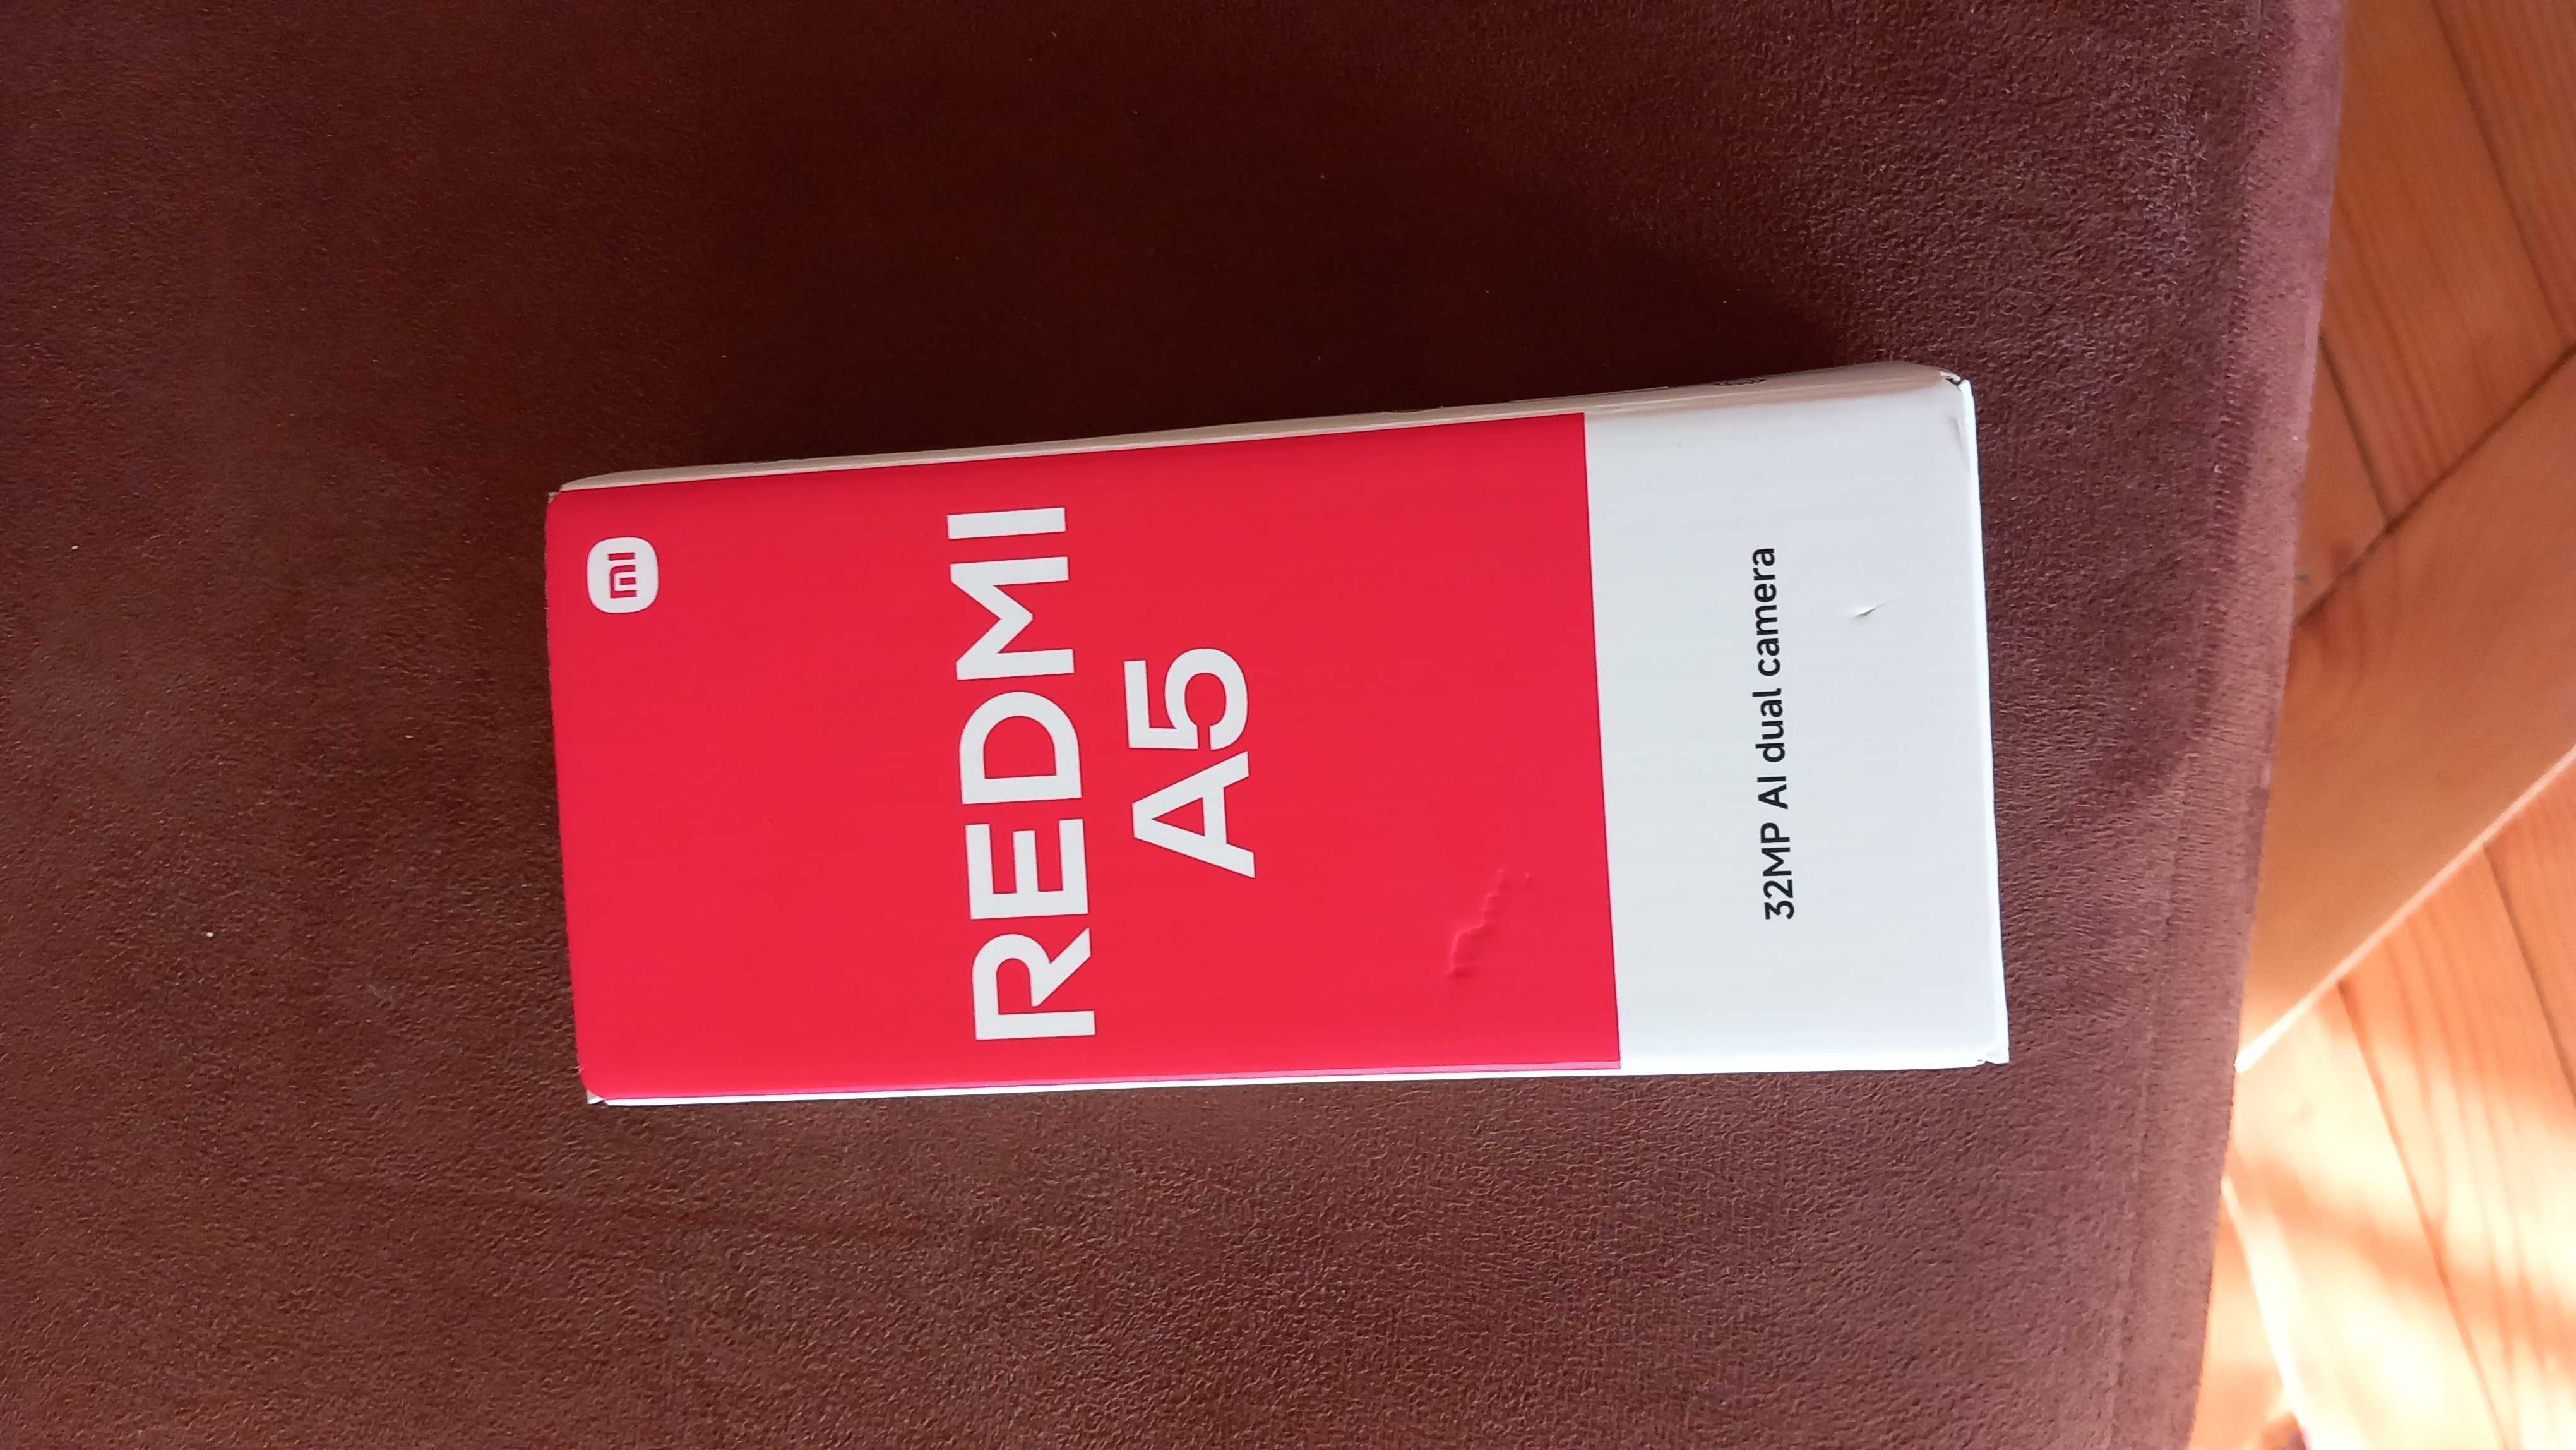 mi
REDMI
A5
32MP AI dual camera